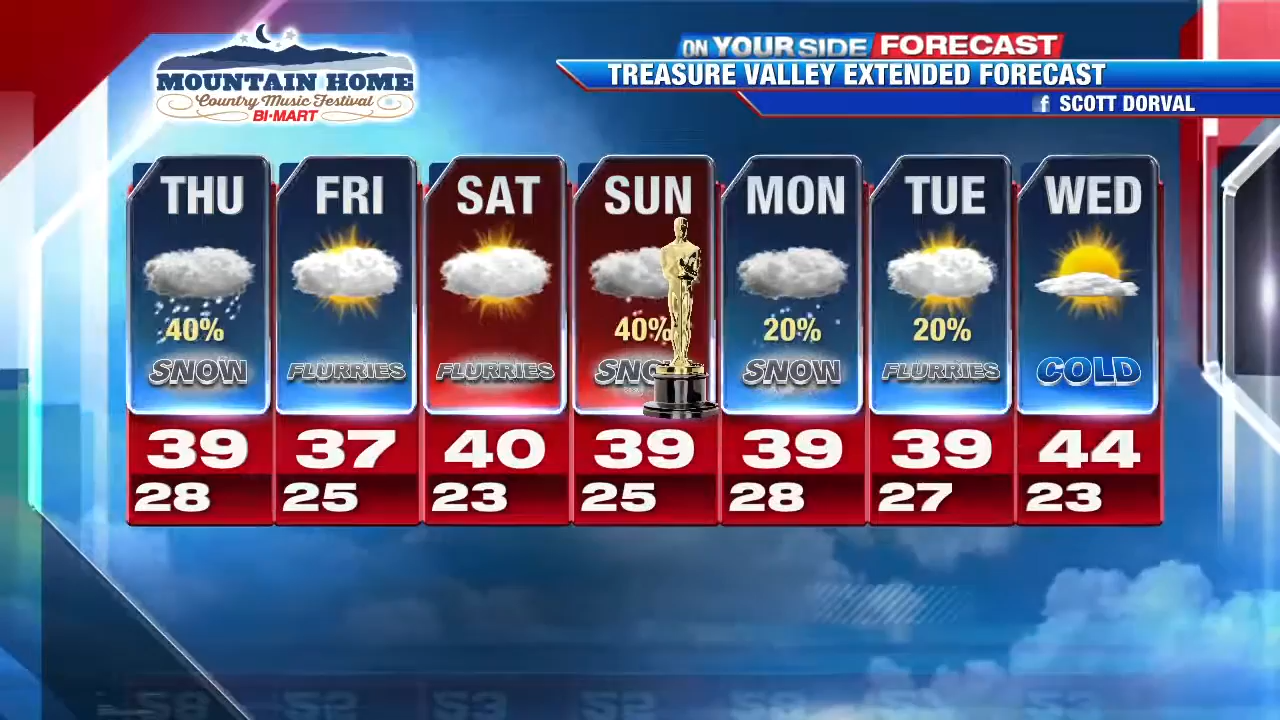 MOUNTAIN HOME
Country Music Festival
BI-MART
ON YOUR SIDE FORECAST
TREASURE VALLEY EXTENDED FORECAST
f SCOTT DORVAL
THU FRI SAT SUN MON TUE WED
40% 40% 20% 20%
SNOW FLURRIES FLURRIES SNOW FLURRIES COLD
39 37 40 39 39 39 44
28 25 23 25 28 27 23